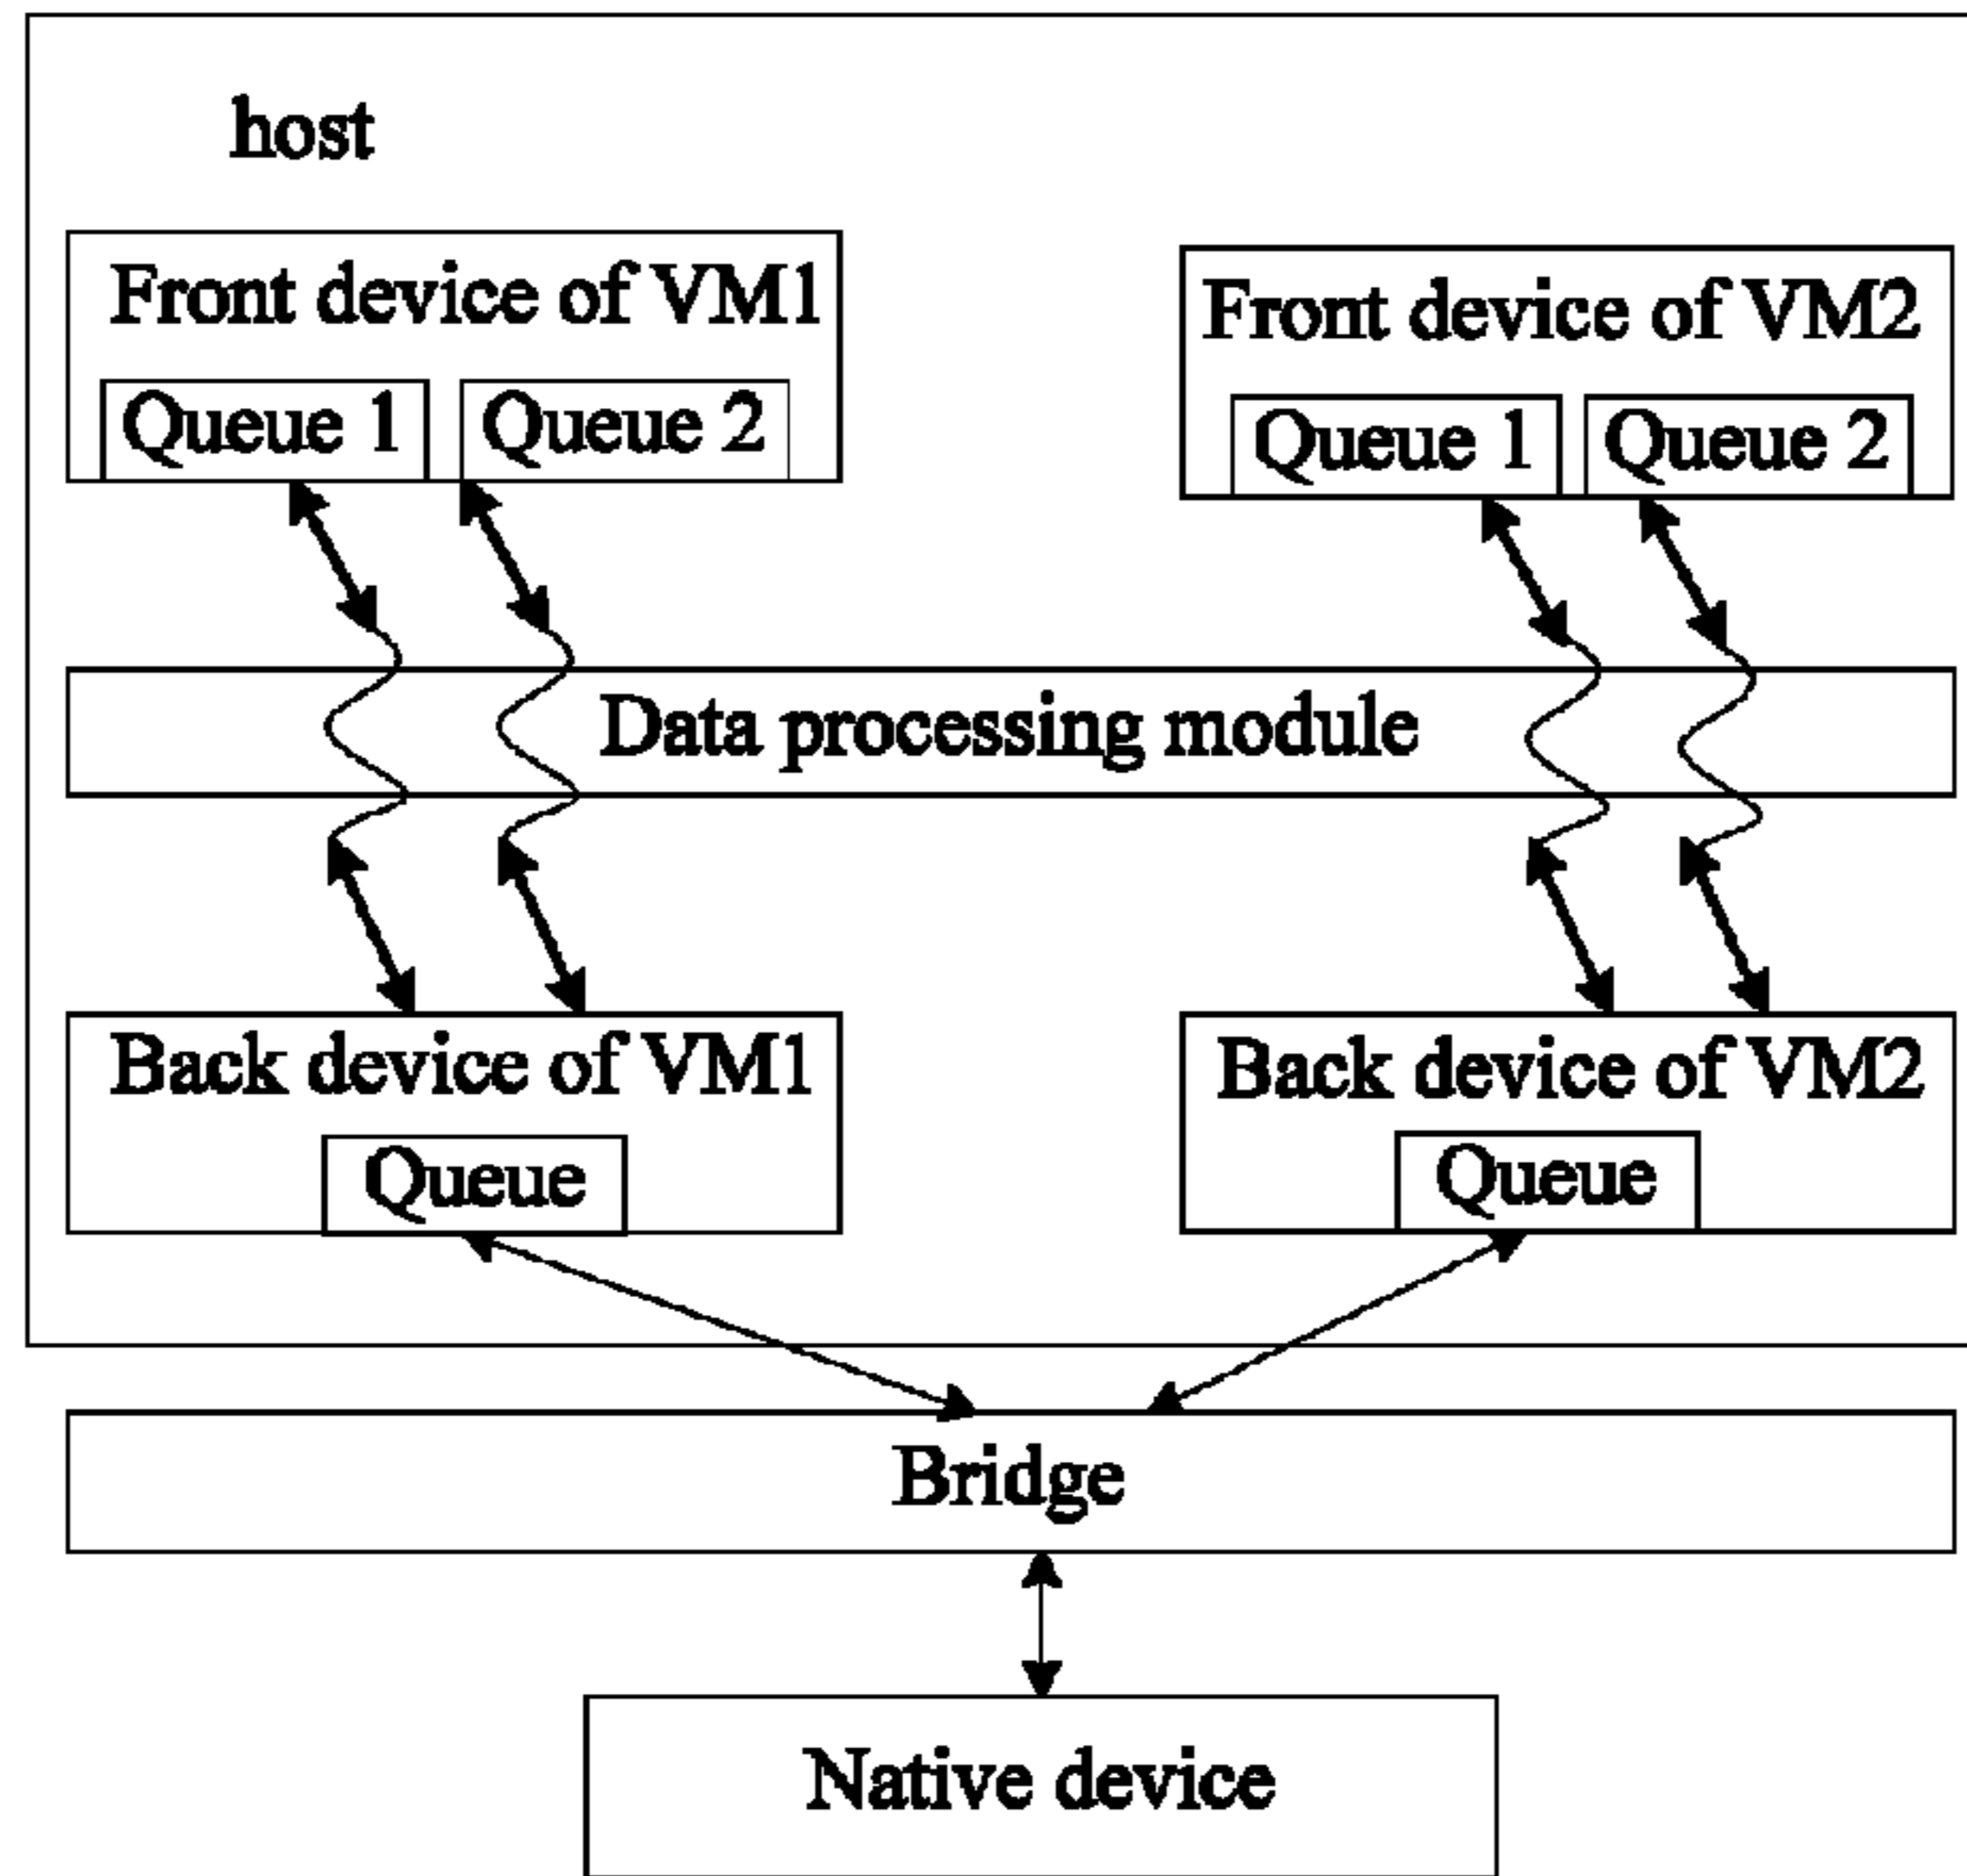 host
Front device of VM1
Queue 1
Queue 2
Front device of VM2
Queue 1
Queue 2
Data processing module
Back device of VM1
Queue
Back device of VM2
Queue
Bridge
Native device